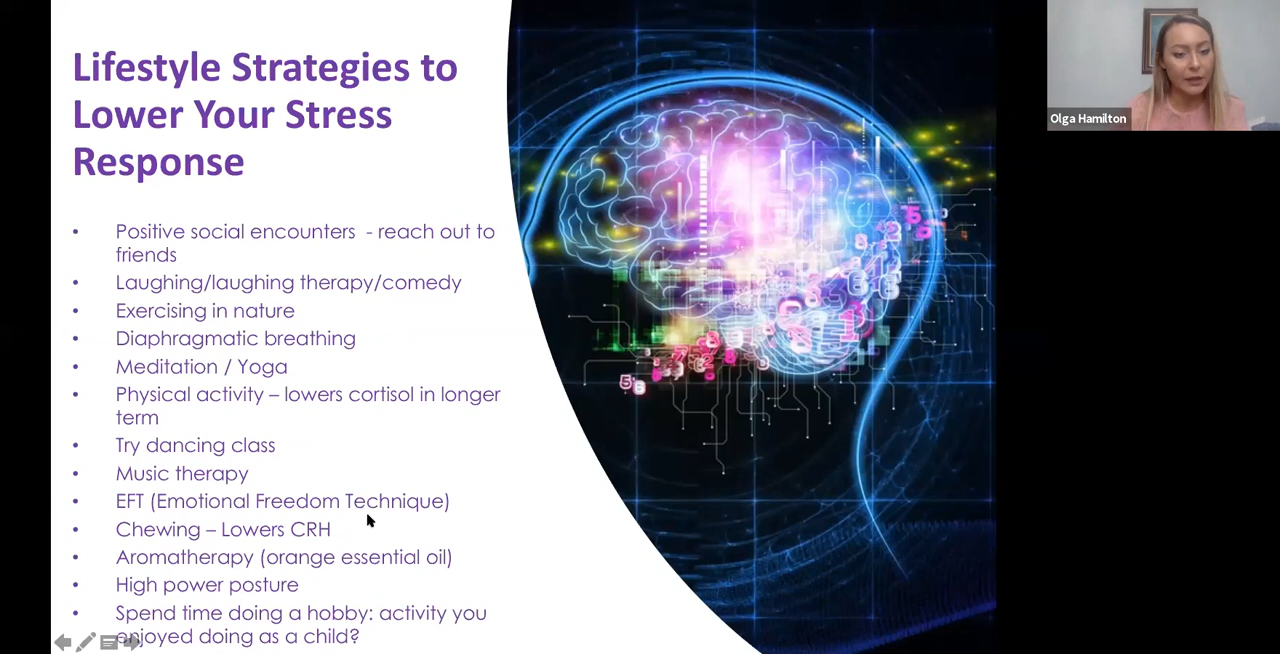 Lifestyle Strategies to
Lower Your Stress
Response
• Positive social encounters - reach out to
friends
• Laughing/laughing therapy/comedy
• Exercising in nature
• Diaphragmatic breathing
• Meditation / Yoga
• Physical activity – lowers cortisol in longer
term
• Try dancing class
• Music therapy
• EFT (Emotional Freedom Technique)
• Chewing – Lowers CRH
• Aromatherapy (orange essential oil)
• High power posture
• Spend time doing a hobby: activity you
enjoyed doing as a child?
Olga Hamilton